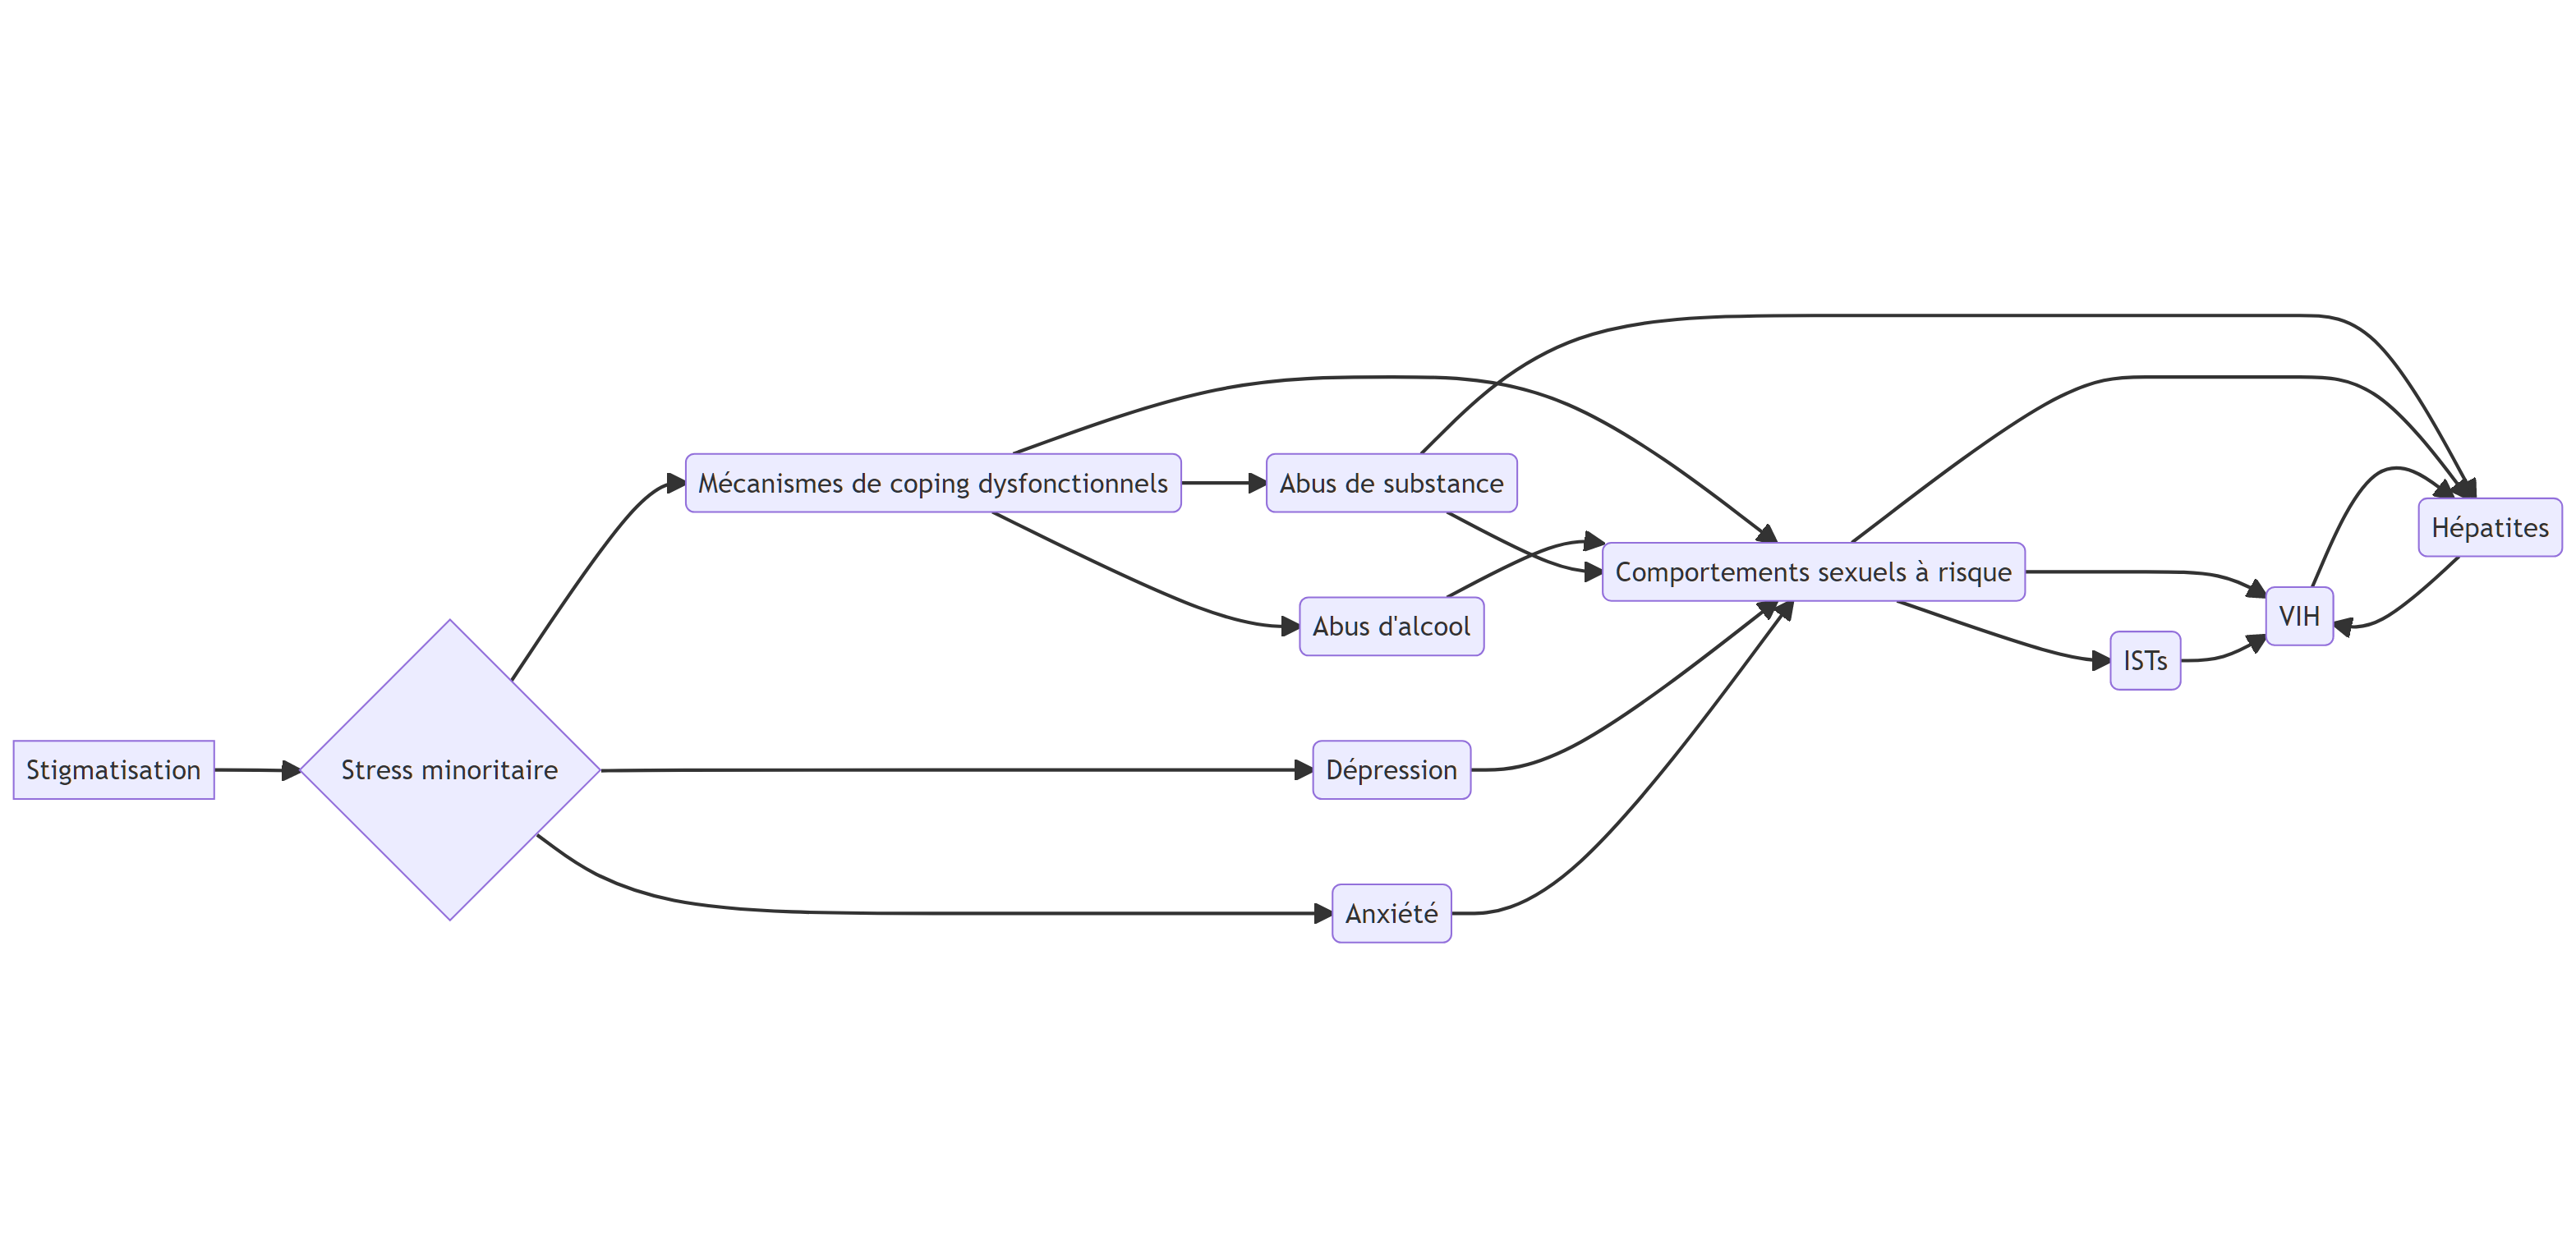 Stigmatisation
Stress minoritaire
Mécanismes de coping dysfonctionnels
Abus de substance
Abus d'alcool
Dépression
Anxiété
Comportements sexuels à risque
ISTs
VIH
Hépatites